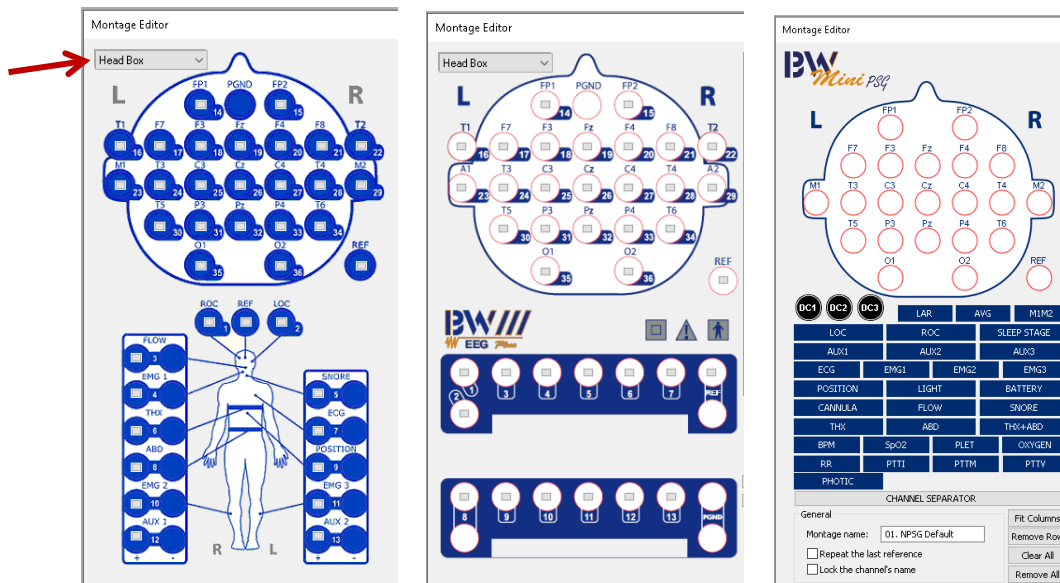 Montage Editor
Head Box
L
R
FP1 PGND FP2
14 15
T1 F7 F3 Fz F4 F8 T2
16 17 18 19 20 21 22
M1 T3 C3 Cz C4 T4 M2
23 24 25 26 27 28 29
T5 P3 Pz P4 T6
30 31 32 33 34
O1 O2 REF
35 36
ROC REF LOC
1 2
FLOW
3
EMG 1
4
THX
6
ABD
8
EMG 2
10
AUX 1
12
+ -
SNORE
5
ECG
7
POSITION
9
EMG 3
11
AUX 2
13
+ -
R L
Montage Editor
Head Box
L
R
FP1 PGND FP2
14 15
T1 F7 F3 Fz F4 F8 T2
16 17 18 19 20 21 22
A1 T3 C3 Cz C4 T4 A2
23 24 25 26 27 28 29
T5 P3 Pz P4 T6
30 31 32 33 34
O1 O2
35 36
REF
BW III
EEG Plus
1 2 3 4 5 6 7 REF
8 9 10 11 12 13 PGND
Montage Editor
BW
Mini PSG
L
R
FP1 FP2
F7 F3 Fz F4 F8
M1 T3 C3 Cz C4 T4 M2
T5 P3 Pz P4 T6
O1 O2 REF
DC1 DC2 DC3 LAR AVG M1M2
LOC ROC SLEEP STAGE
AUX1 AUX2 AUX3
ECG EMG1 EMG2 EMG3
POSITION LIGHT BATTERY
CANNULA FLOW SNORE
THX ABD THX+ABD
BPM SpO2 PLET OXYGEN
RR PTTI PTTM PTTV
PHOTIC
CHANNEL SEPARATOR
General
Montage name: 01. NPSG Default
Repeat the last reference
Lock the channel's name
Fit Columns
Remove Row
Clear All
Remove All